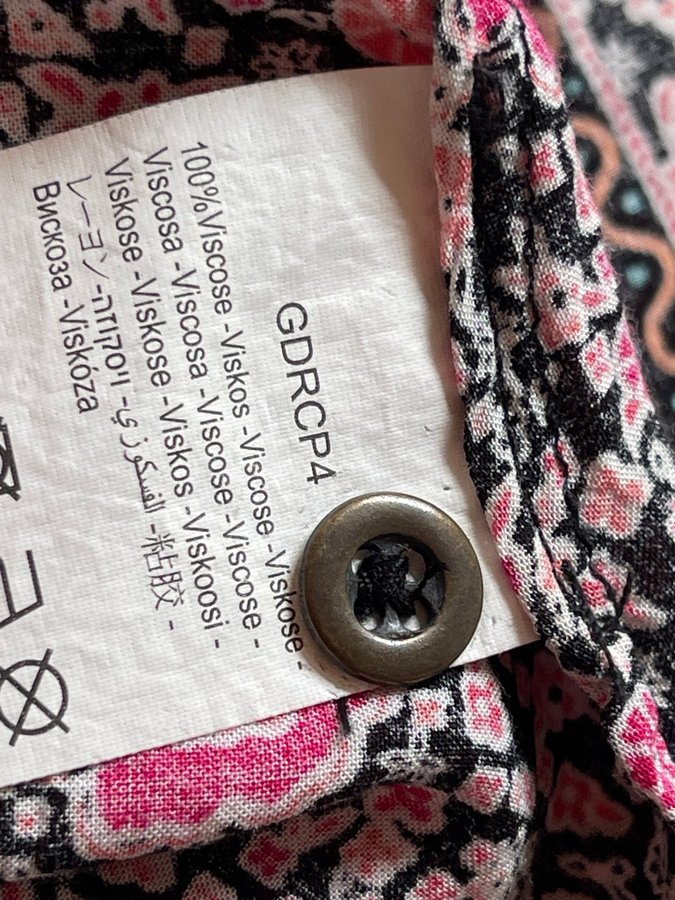 GDRCP4
100%Viscose -Viskos -Viscose -Viskose -
Viscosa -Viscosa -Viscose -Viscose -
Viskose -Viskose -Viskos -Viskoosi -
レーヨン- ויסקוזה- الفسكوزي -粘胶 -
Вискоза -Viskóza